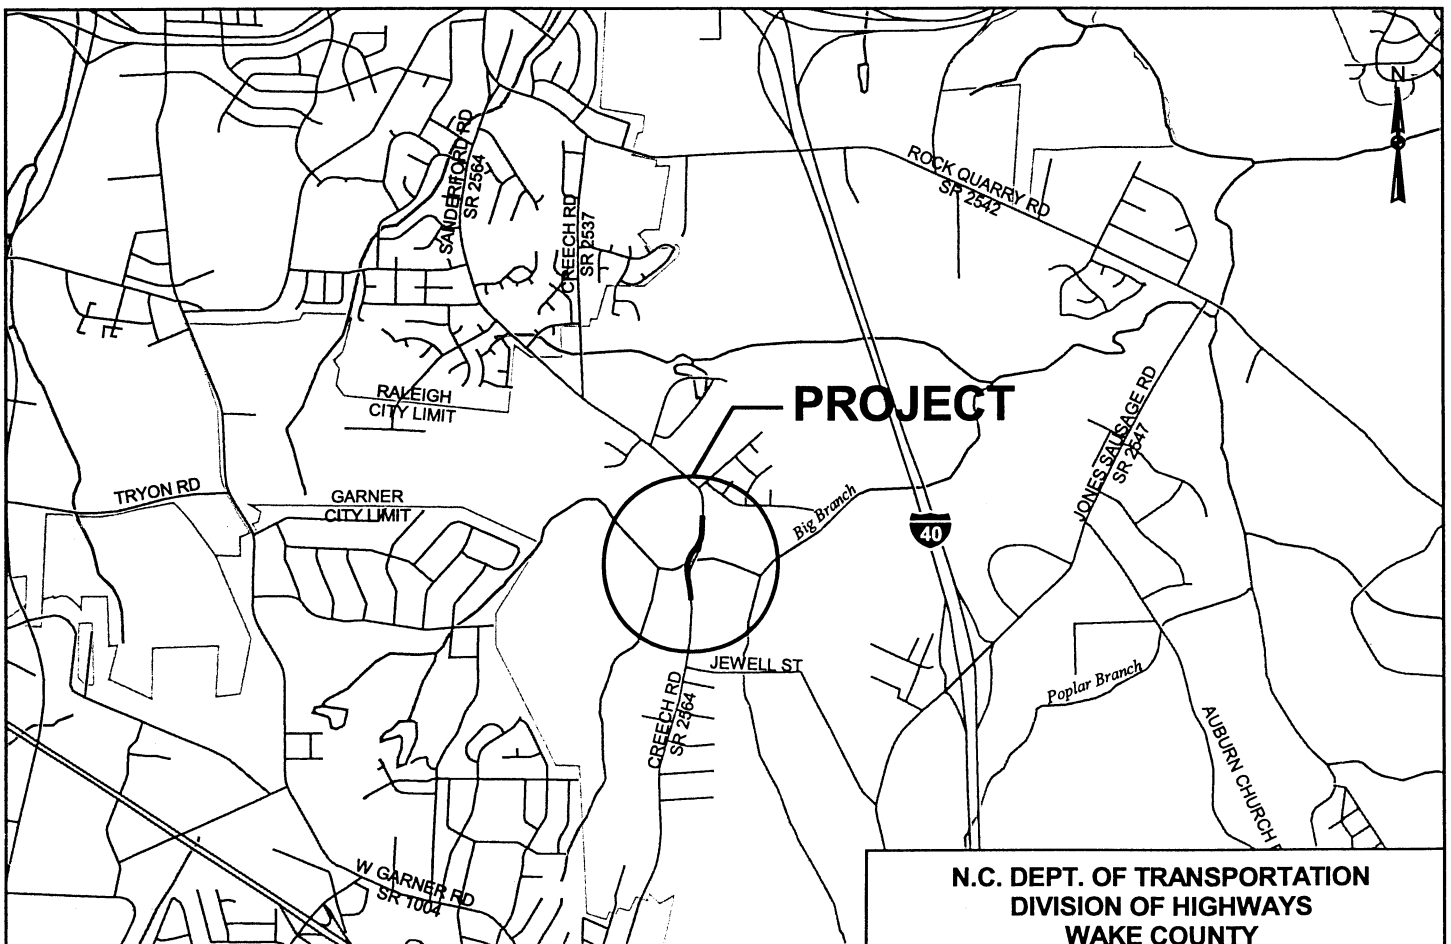 N
SANDERFORD RD
SR 2564
CREECH RD
SR 2537
ROCK QUARRY RD
SR 2542
RALEIGH
CITY LIMIT
PROJECT
JONES SAUSAGE RD
SR 2547
TRYON RD
GARNER
CITY LIMIT
Big Branch
40
JEWELL ST
CREECH RD
SR 2564
Poplar Branch
AUBURN CHURCH
W GARNER RD
SR 1004
N.C. DEPT. OF TRANSPORTATION
DIVISION OF HIGHWAYS
WAKE COUNTY